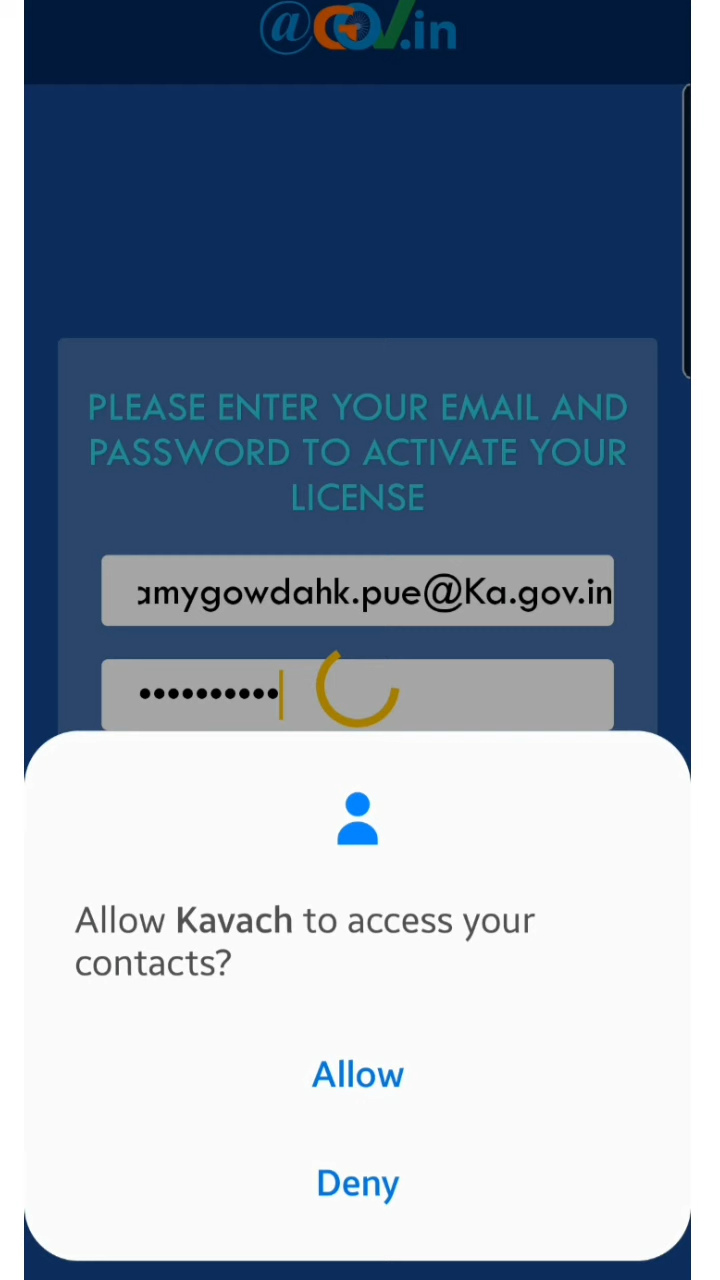 @GOV.in
PLEASE ENTER YOUR EMAIL AND
PASSWORD TO ACTIVATE YOUR
LICENSE
amygowdahk.pue@Ka.gov.in
••••••••••
Allow Kavach to access your
contacts?
Allow
Deny